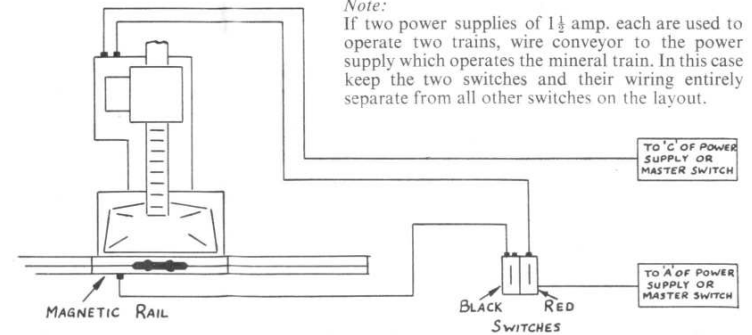 Note:
If two power supplies of 1½ amp. each are used to
operate two trains, wire conveyor to the power
supply which operates the mineral train. In this case
keep the two switches and their wiring entirely
separate from all other switches on the layout.
TO 'C' OF POWER
SUPPLY OR
MASTER SWITCH
TO 'A' OF POWER
SUPPLY OR
MASTER SWITCH
MAGNETIC RAIL
BLACK RED
SWITCHES